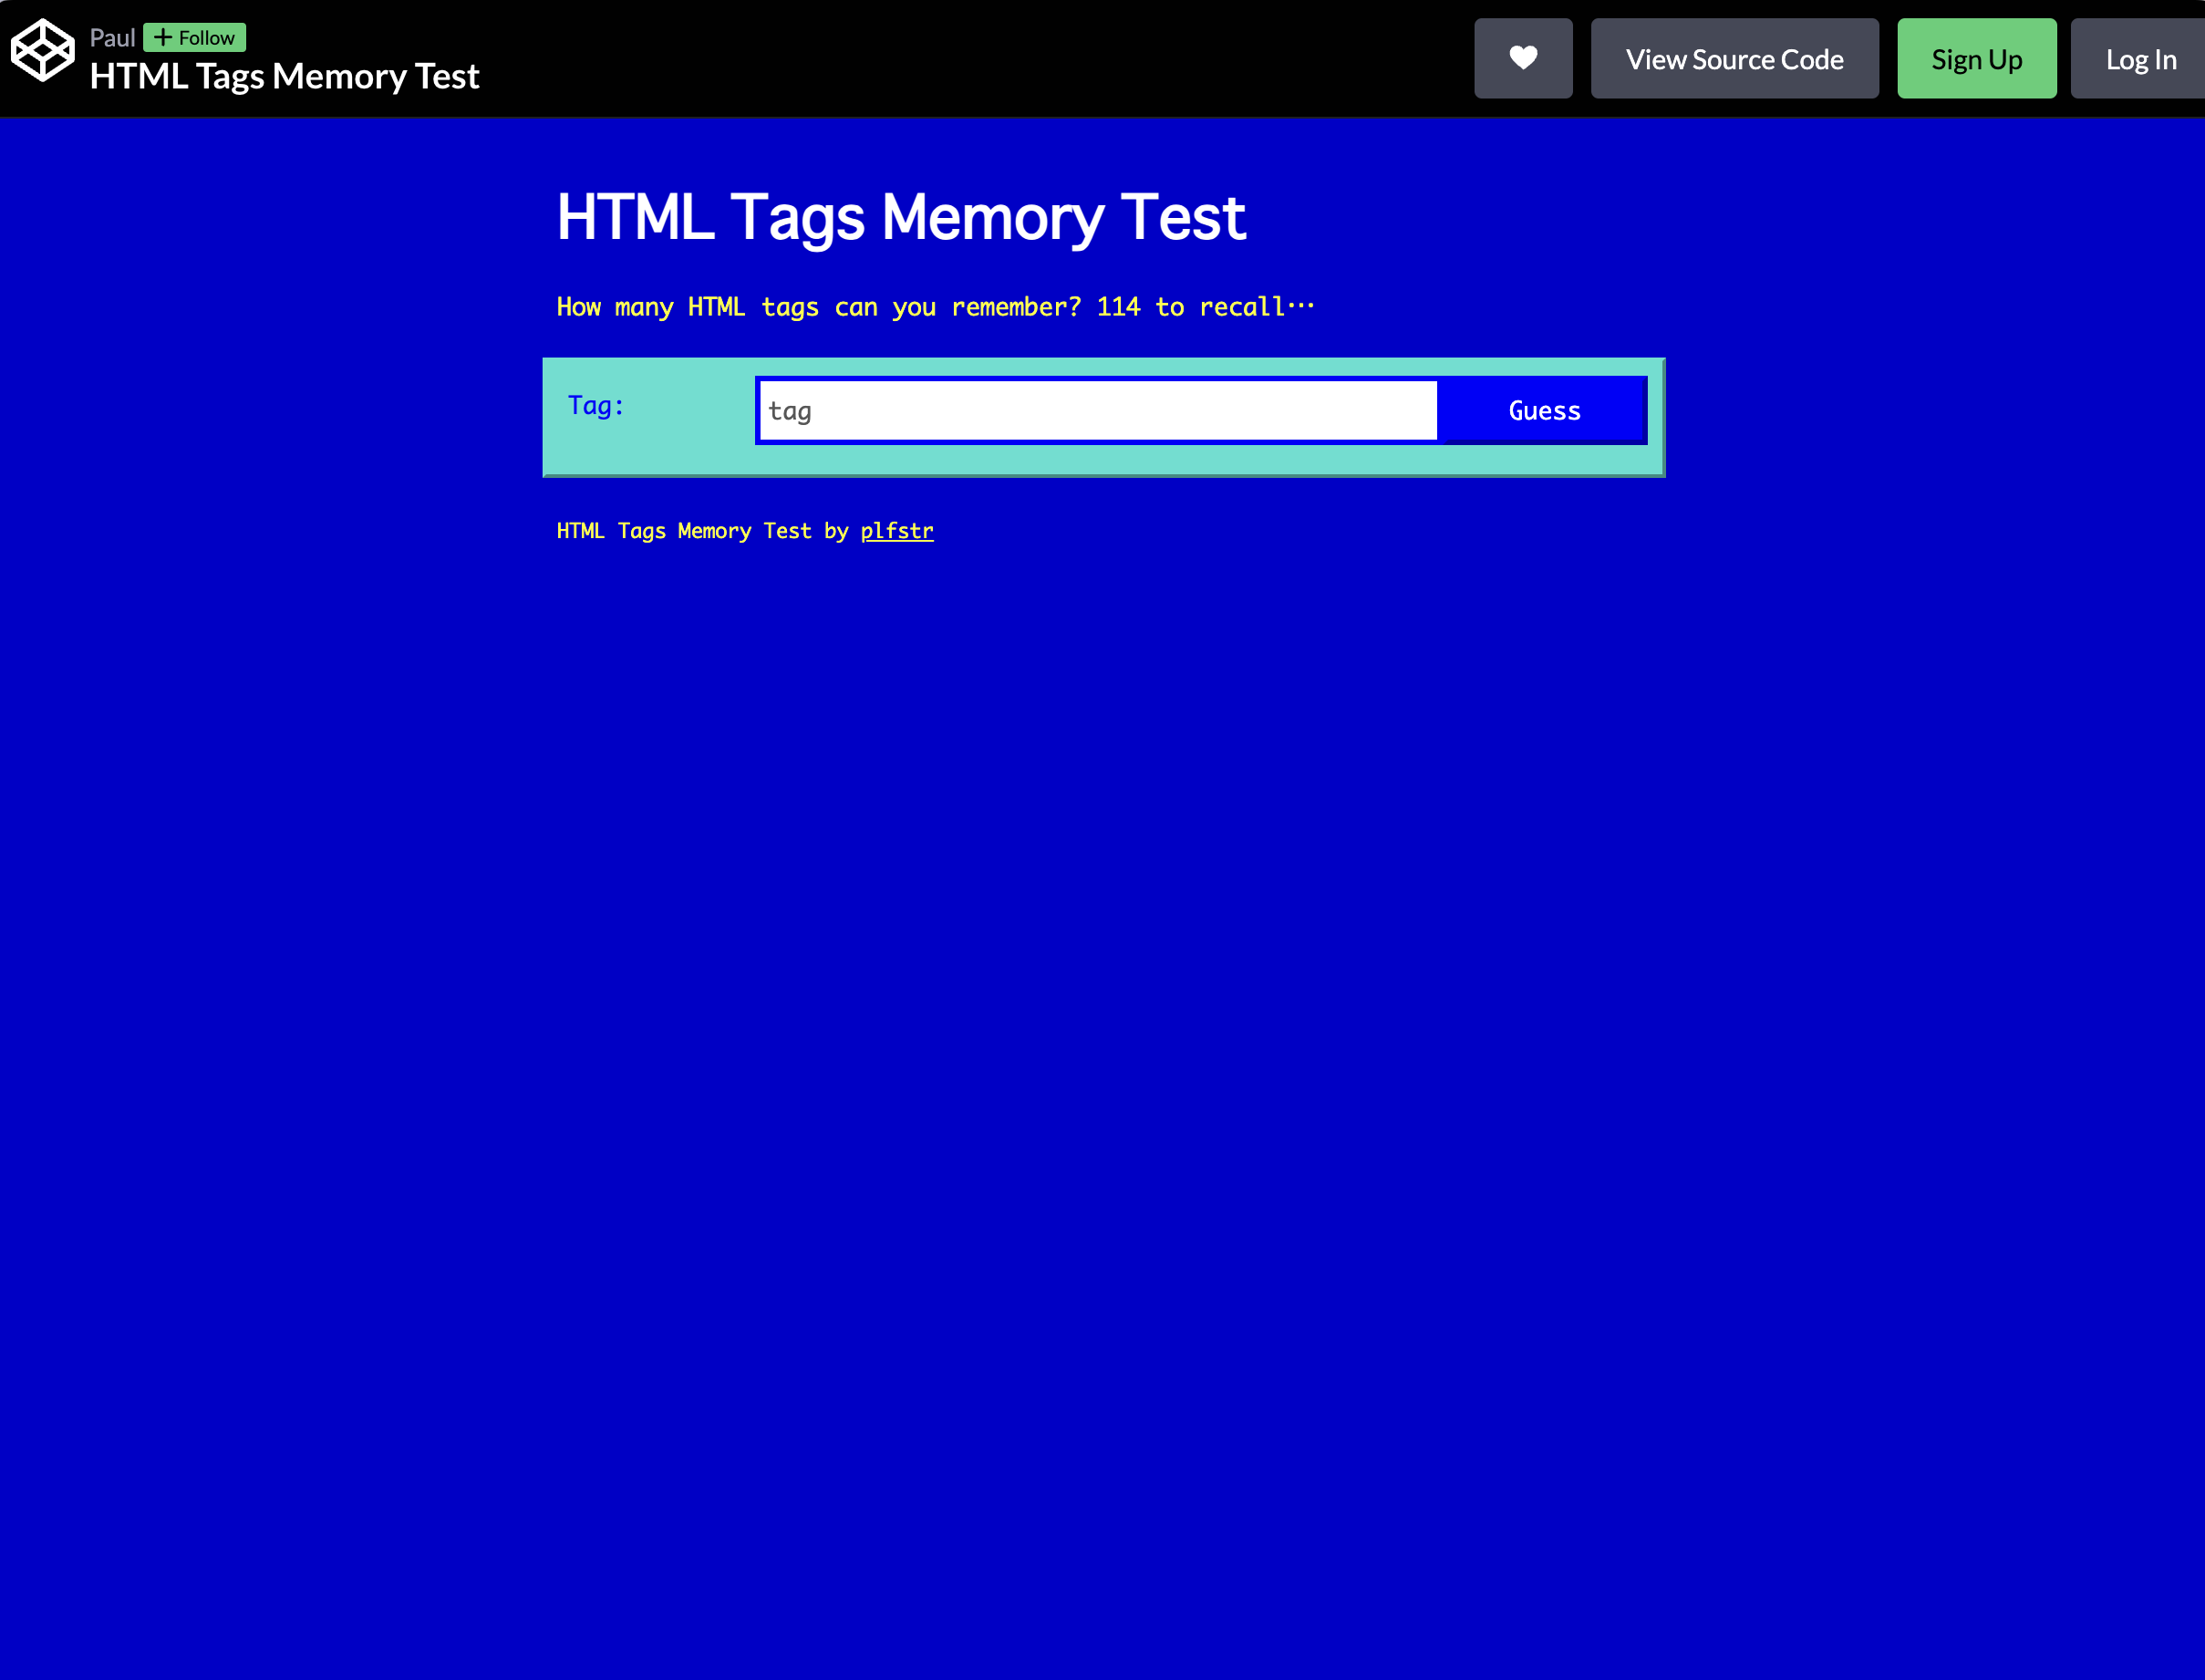 Paul + Follow
HTML Tags Memory Test
View Source Code
Sign Up
Log In
HTML Tags Memory Test
How many HTML tags can you remember? 114 to recall…
Tag:
tag
Guess
HTML Tags Memory Test by plfstr